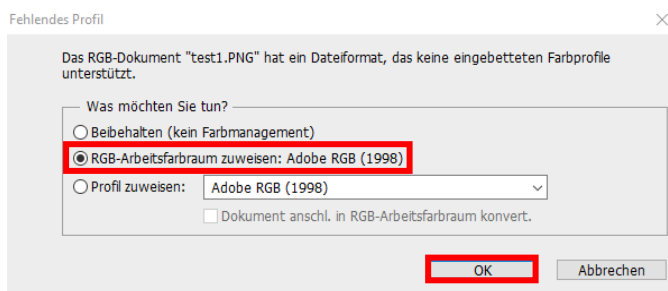 Fehlendes Profil
Das RGB-Dokument "test1.PNG" hat ein Dateiformat, das keine eingebetteten Farbprofile
unterstützt.
Was möchten Sie tun?
Beibehalten (kein Farbmanagement)
RGB-Arbeitsfarbraum zuweisen: Adobe RGB (1998)
Profil zuweisen: Adobe RGB (1998)
Dokument anschl. in RGB-Arbeitsfarbraum konvert.
OK Abbrechen